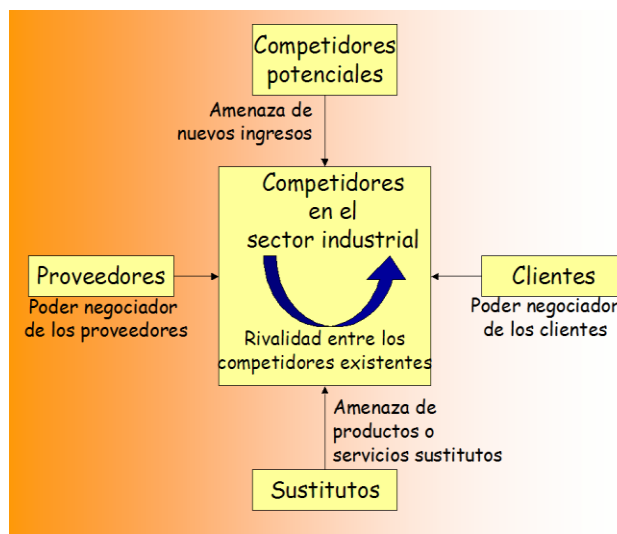 Competidores
potenciales
Amenaza de
nuevos ingresos
Competidores
en el
sector industrial
Proveedores
Poder negociador
de los proveedores
Clientes
Poder negociador
de los clientes
Rivalidad entre los
competidores existentes
Amenaza de
productos o
servicios sustitutos
Sustitutos